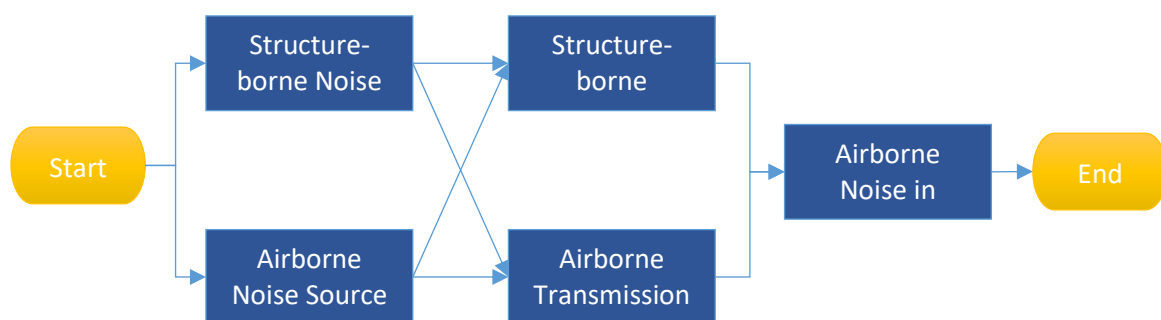 Start
Structure-
borne Noise
Airborne
Noise Source
Structure-
borne
Airborne
Transmission
Airborne
Noise in
End